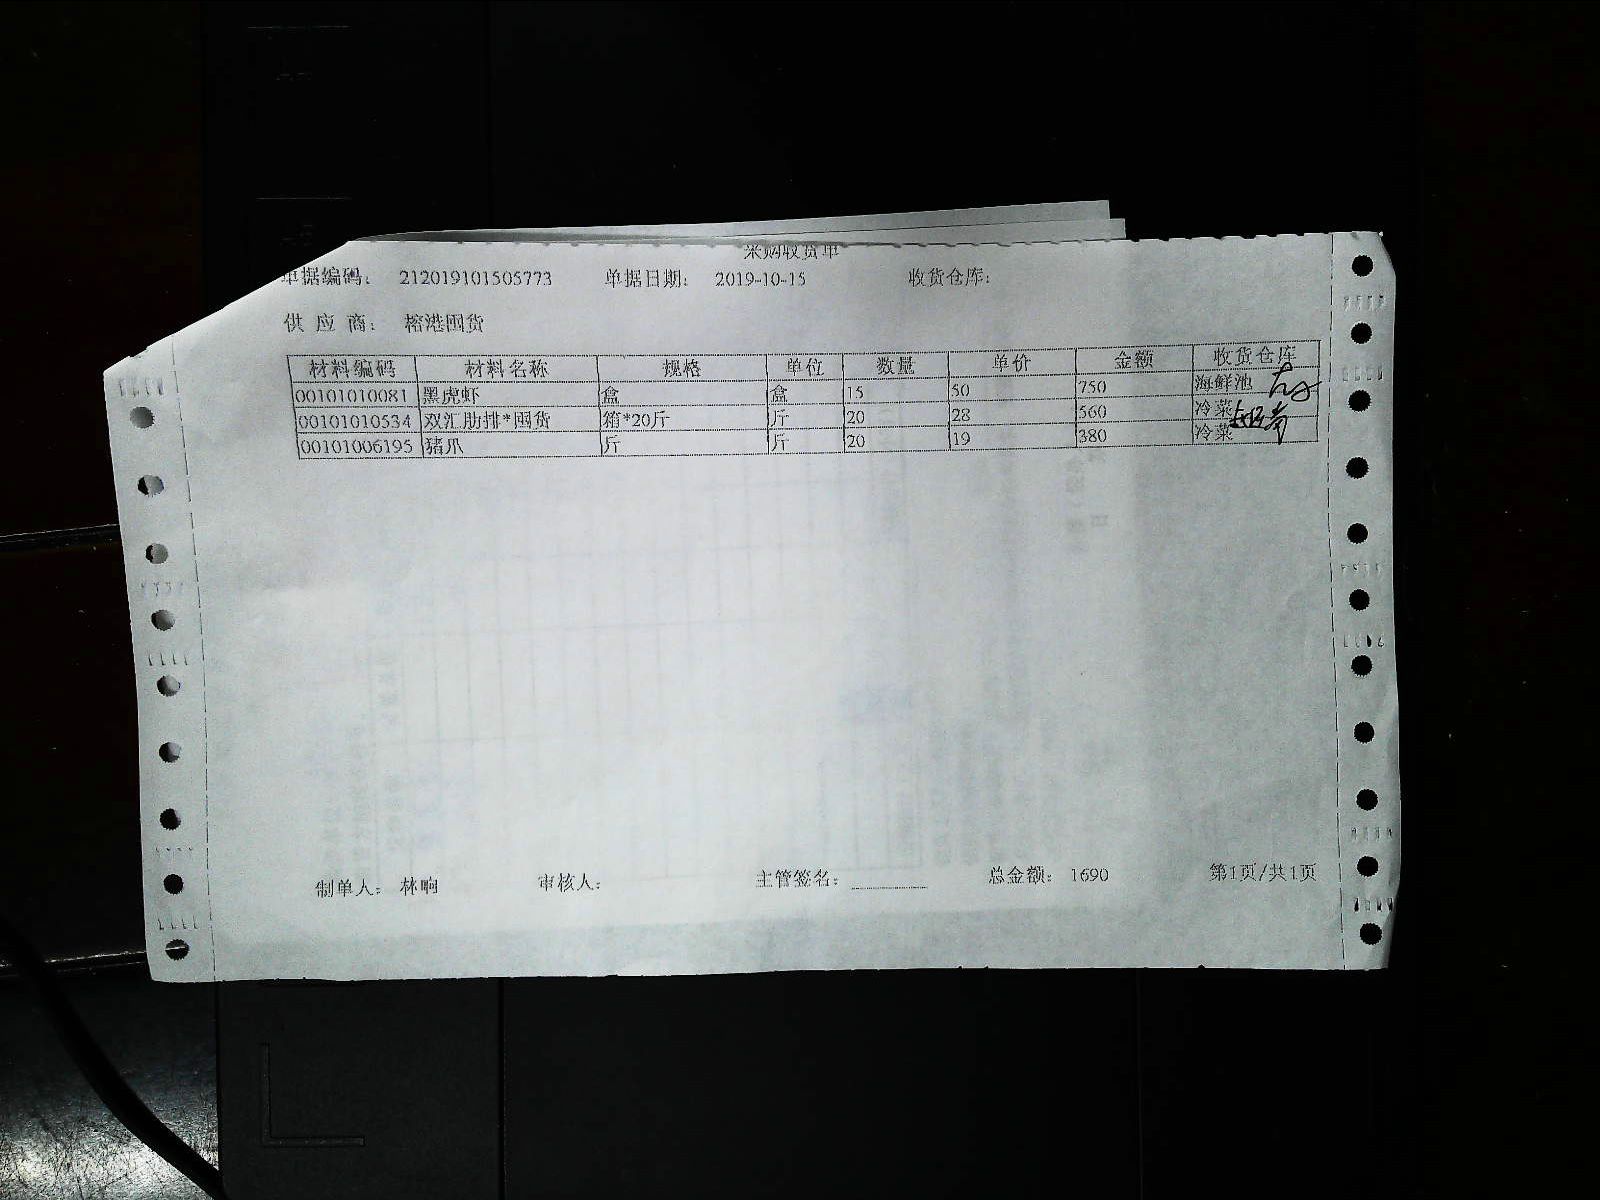 采购收货单
单据编码： 212019101505773 单据日期： 2019-10-15 收货仓库：
供 应 商： 榕港囤货
材料编码 材料名称 规格 单位 数量 单价 金额 收货仓库
00101010081 黑虎虾 盒 盒 15 50 750 海鲜池
00101010534 双汇肋排*囤货 箱*20斤 斤 20 28 560 冷菜
00101006195 猪爪 斤 斤 20 19 380 冷菜
制单人： 林响 审核人： 主管签名： 总金额： 1690 第1页/共1页